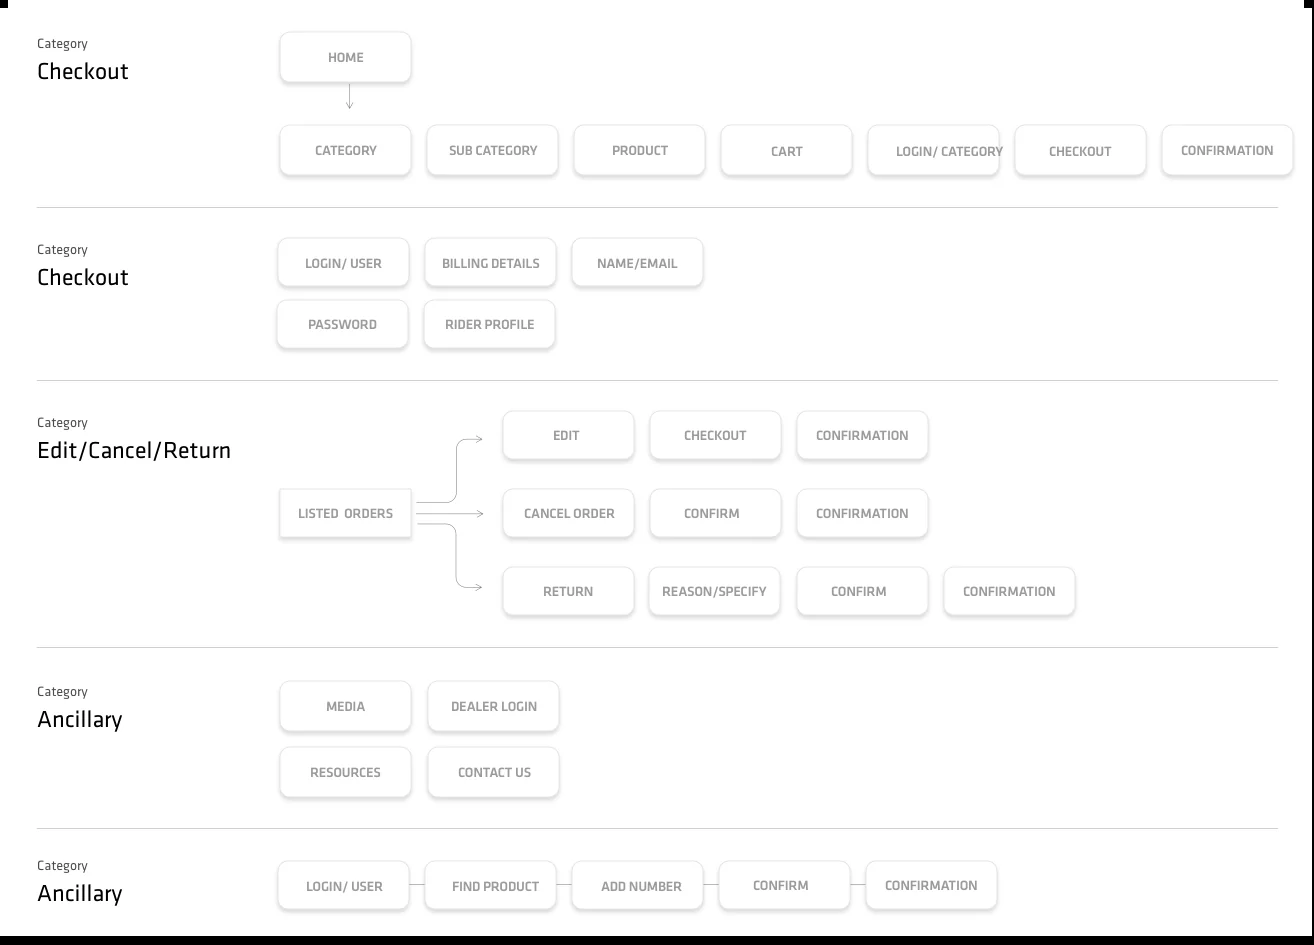 Category
Checkout
HOME
CATEGORY
SUB CATEGORY
PRODUCT
CART
LOGIN/ CATEGORY
CHECKOUT
CONFIRMATION
Category
Checkout
LOGIN/ USER
BILLING DETAILS
NAME/EMAIL
PASSWORD
RIDER PROFILE
Category
Edit/Cancel/Return
EDIT
CHECKOUT
CONFIRMATION
LISTED ORDERS
CANCEL ORDER
CONFIRM
CONFIRMATION
RETURN
REASON/SPECIFY
CONFIRM
CONFIRMATION
Category
Ancillary
MEDIA
DEALER LOGIN
RESOURCES
CONTACT US
Category
Ancillary
LOGIN/ USER
FIND PRODUCT
ADD NUMBER
CONFIRM
CONFIRMATION